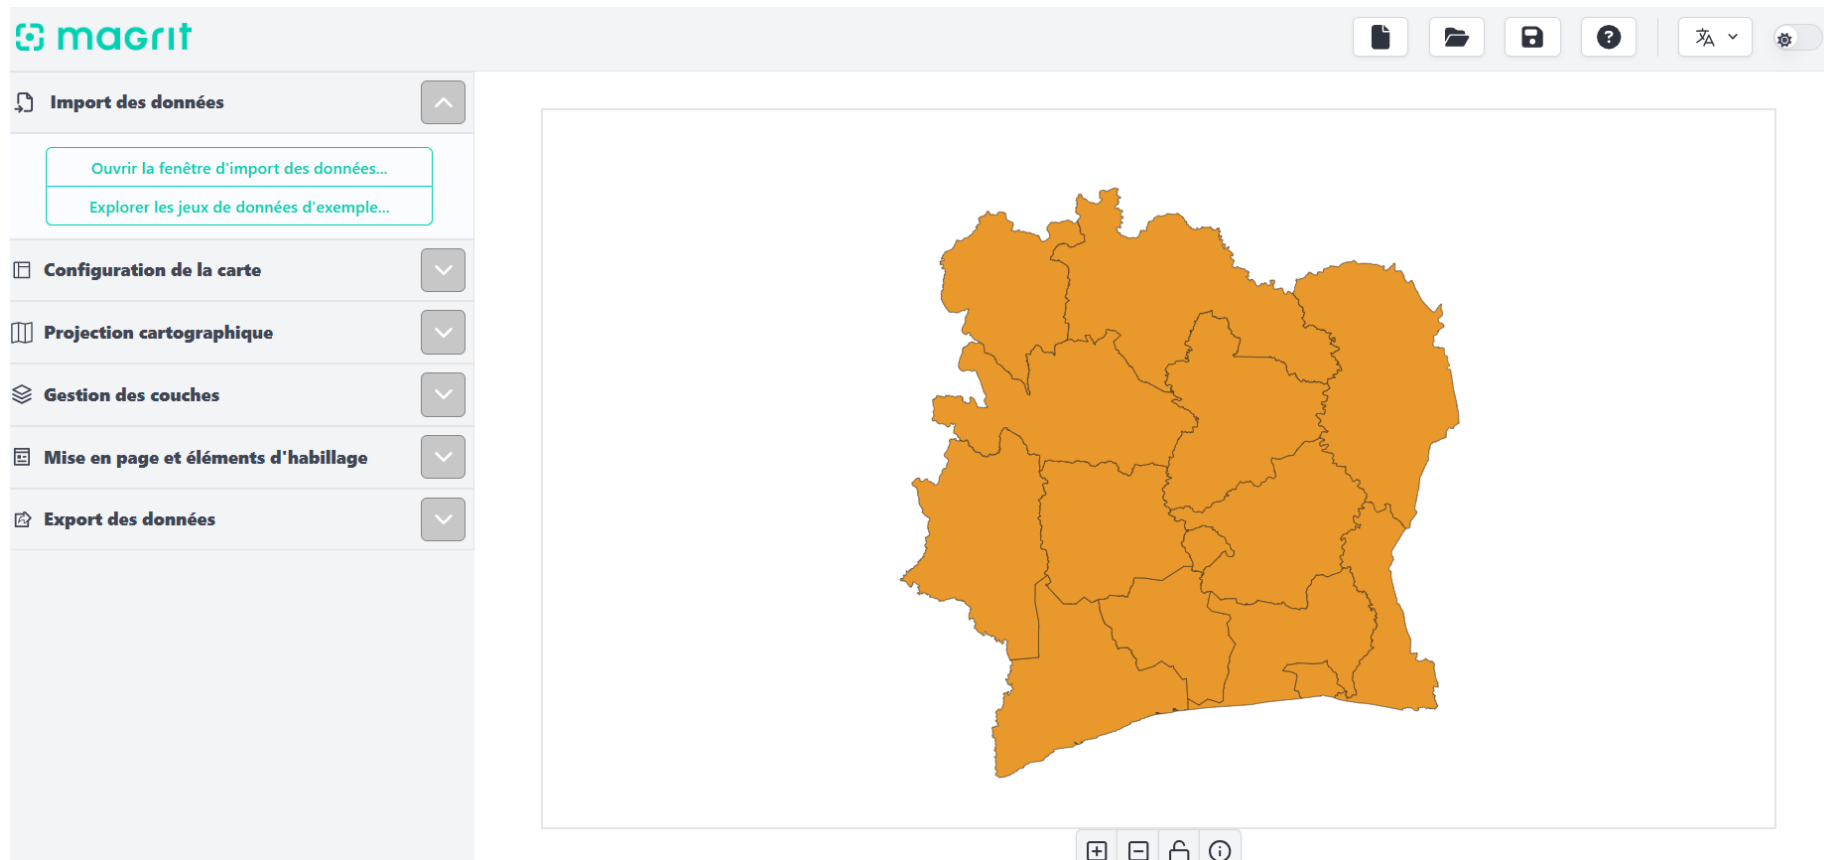 magrit
Import des données
Ouvrir la fenêtre d'import des données...
Explorer les jeux de données d'exemple...
Configuration de la carte
Projection cartographique
Gestion des couches
Mise en page et éléments d'habillage
Export des données